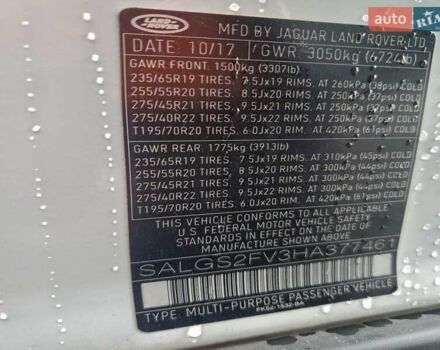 AUTO RIA
LAND-ROVER
MFD BY JAGUAR LAND ROVER LTD
DATE: 10/17 / GWR 3050kg (6724lb)
GAWR FRONT 1500kg (3307lb)
235/65R19 TIRES. 7.5Jx19 RIMS. AT 260kPa (38psi) COLD
255/55R20 TIRES. 8.5Jx20 RIMS. AT 250kPa (37psi) COLD
275/45R21 TIRES. 9.5Jx21 RIMS. AT 250kPa (37psi) COLD
275/40R22 TIRES. 9.5Jx22 RIMS. AT 250kPa (37psi) COLD
T195/70R20 TIRES. 6.0Jx20 RIMS. AT 420kPa (61psi) COLD
GAWR REAR: 1775kg (3913lb)
235/65R19 TIRES. 7.5Jx19 RIMS. AT 310kPa (45psi) COLD
255/55R20 TIRES. 8.5Jx20 RIMS. AT 300kPa (44psi) COLD
275/45R21 TIRES. 9.5Jx21 RIMS. AT 300kPa (44psi) COLD
275/40R22 TIRES. 9.5Jx22 RIMS. AT 300kPa (44psi) COLD
T195/70R20 TIRES. 6.0Jx20 RIMS. AT 420kPa (61psi) COLD
THIS VEHICLE CONFORMS TO ALL APPLICABLE
U.S. FEDERAL MOTOR VEHICLE SAFETY AND
THEFT PREVENTION STANDARDS IN EFFECT ON THE
DATE OF MANUFACTURE SHOWN ABOVE.
SALGS2FV3HA377461
TYPE: MULTI-PURPOSE PASSENGER VEHICLE